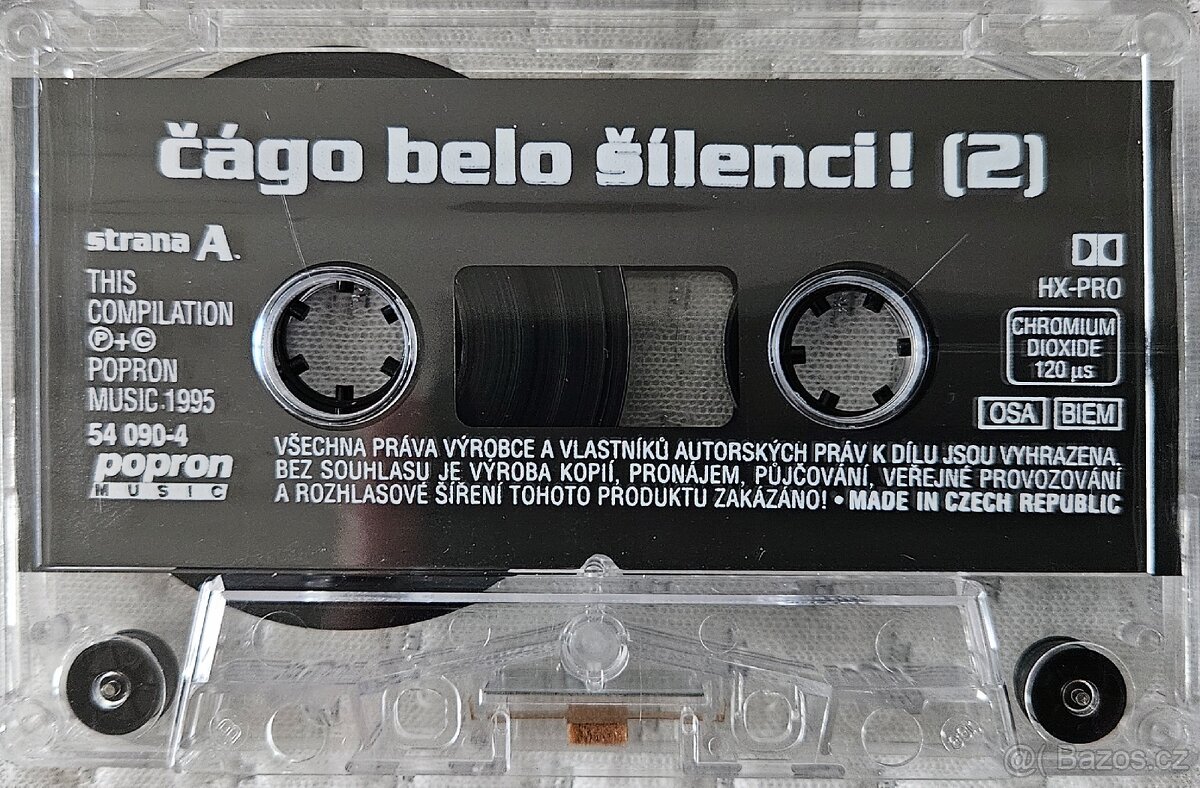 čágo belo šílenci! (2)
strana A.
THIS
COMPILATION
Ⓟ+©
POPRON
MUSIC 1995
54 090-4
popron
MUSIC
HX-PRO
CHROMIUM
DIOXIDE
120 µs
OSA BIEM
VŠECHNA PRÁVA VÝROBCE A VLASTNÍKŮ AUTORSKÝCH PRÁV K DÍLU JSOU VYHRAZENA.
BEZ SOUHLASU JE VÝROBA KOPIÍ, PRONÁJEM, PŮJČOVÁNÍ, VEŘEJNÉ PROVOZOVÁNÍ
A ROZHLASOVÉ ŠÍŘENÍ TOHOTO PRODUKTU ZAKÁZÁNO! • MADE IN CZECH REPUBLIC
@( Bazos.cz